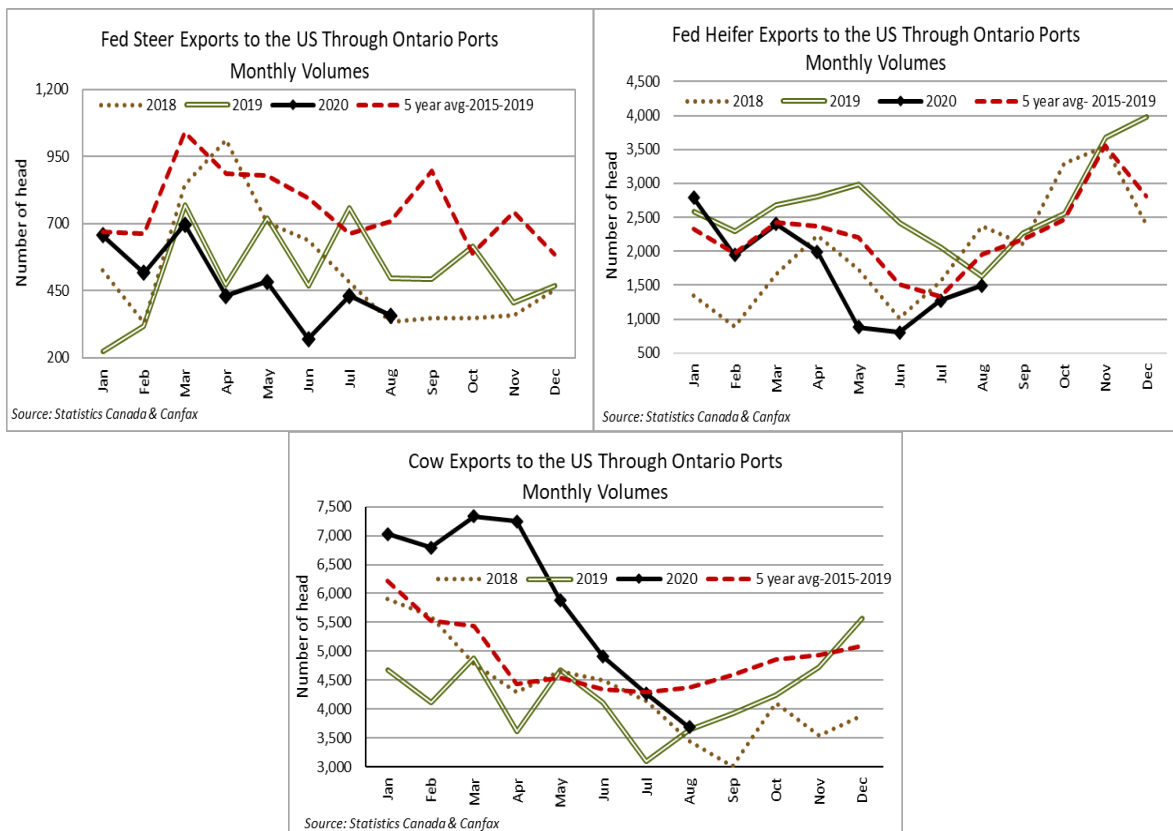 Fed Steer Exports to the US Through Ontario Ports
Monthly Volumes
1,200
2018 2019 2020 5 year avg-2015-2019
950
700
450
200
Number of head
Jan Feb Mar Apr May Jun Jul Aug Sep Oct Nov Dec
Source: Statistics Canada & Canfax
Fed Heifer Exports to the US Through Ontario Ports
Monthly Volumes
4,500
2018 2019 2020 5 year avg- 2015-2019
4,000
3,500
3,000
2,500
2,000
1,500
1,000
500
Number of head
Jan Feb Mar Apr May Jun Jul Aug Sep Oct Nov Dec
Source: Statistics Canada & Canfax
Cow Exports to the US Through Ontario Ports
Monthly Volumes
7,500
7,000
6,500
2018 2019 2020 5 year avg-2015-2019
6,000
5,500
5,000
4,500
4,000
3,500
3,000
Number of head
Jan Feb Mar Apr May Jun Jul Aug Sep Oct Nov Dec
Source: Statistics Canada & Canfax